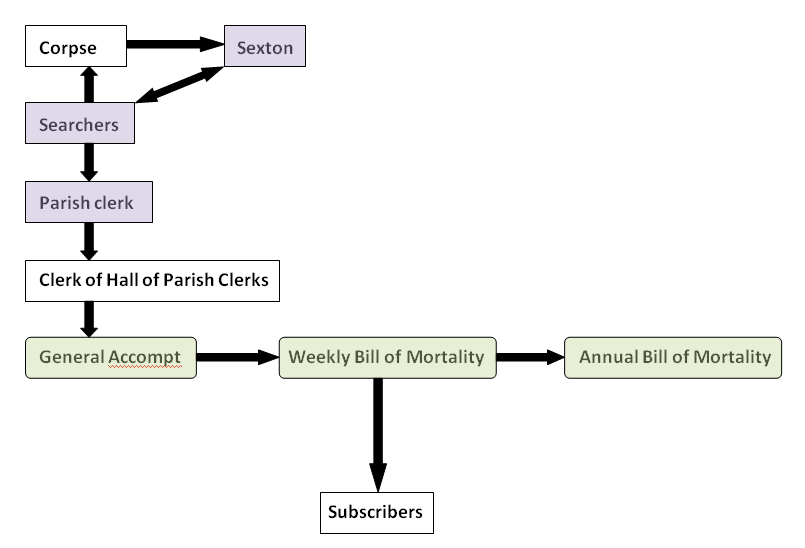 Corpse
Sexton
Searchers
Parish clerk
Clerk of Hall of Parish Clerks
General Accompt
Weekly Bill of Mortality
Annual Bill of Mortality
Subscribers